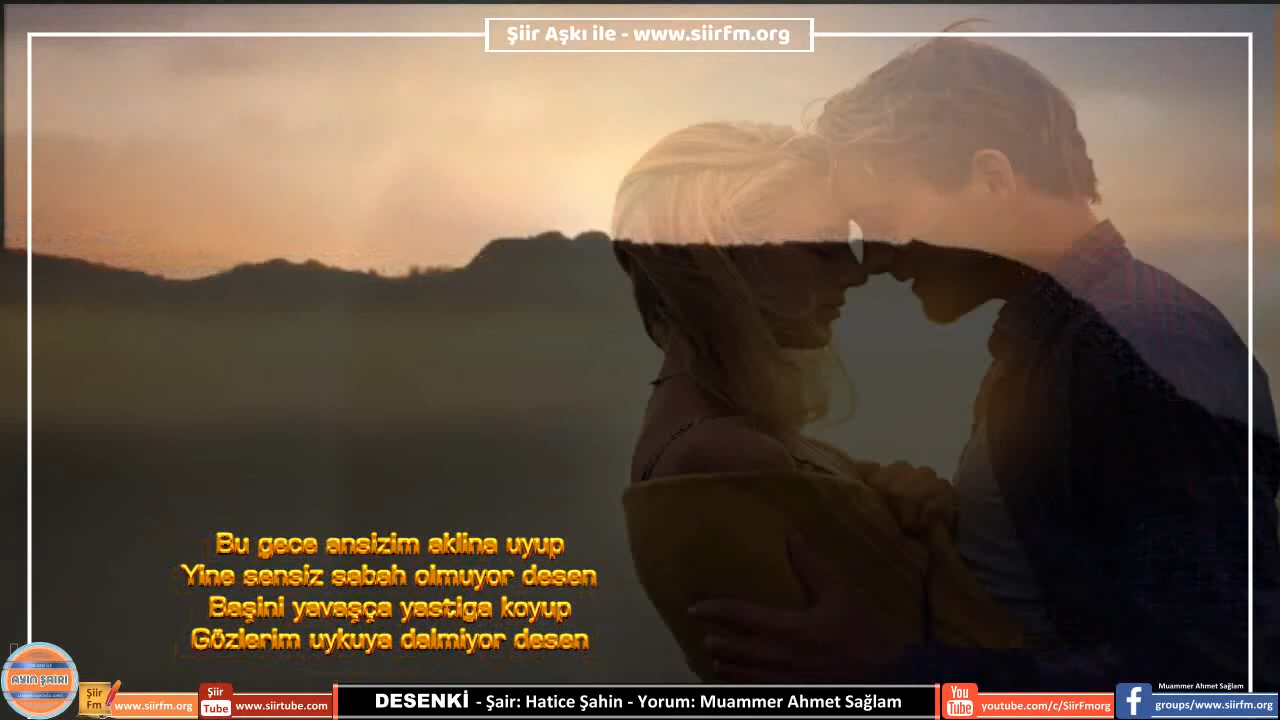 Şiir Aşkı ile - www.siirfm.org
Bu gece ansizim aklina uyup
Yine sensiz sabah olmuyor desen
Başini yavaşça yastiga koyup
Gözlerim uykuya dalmiyor desen
AYIN ŞAİRİ
Şiir
Fm
www.siirfm.org
Şiir
Tube
www.siirtube.com
DESENKİ - Şair: Hatice Şahin - Yorum: Muammer Ahmet Sağlam
You
Tube
youtube.com/c/SiirFmorg
Muammer Ahmet Sağlam
groups/www.siirfm.org